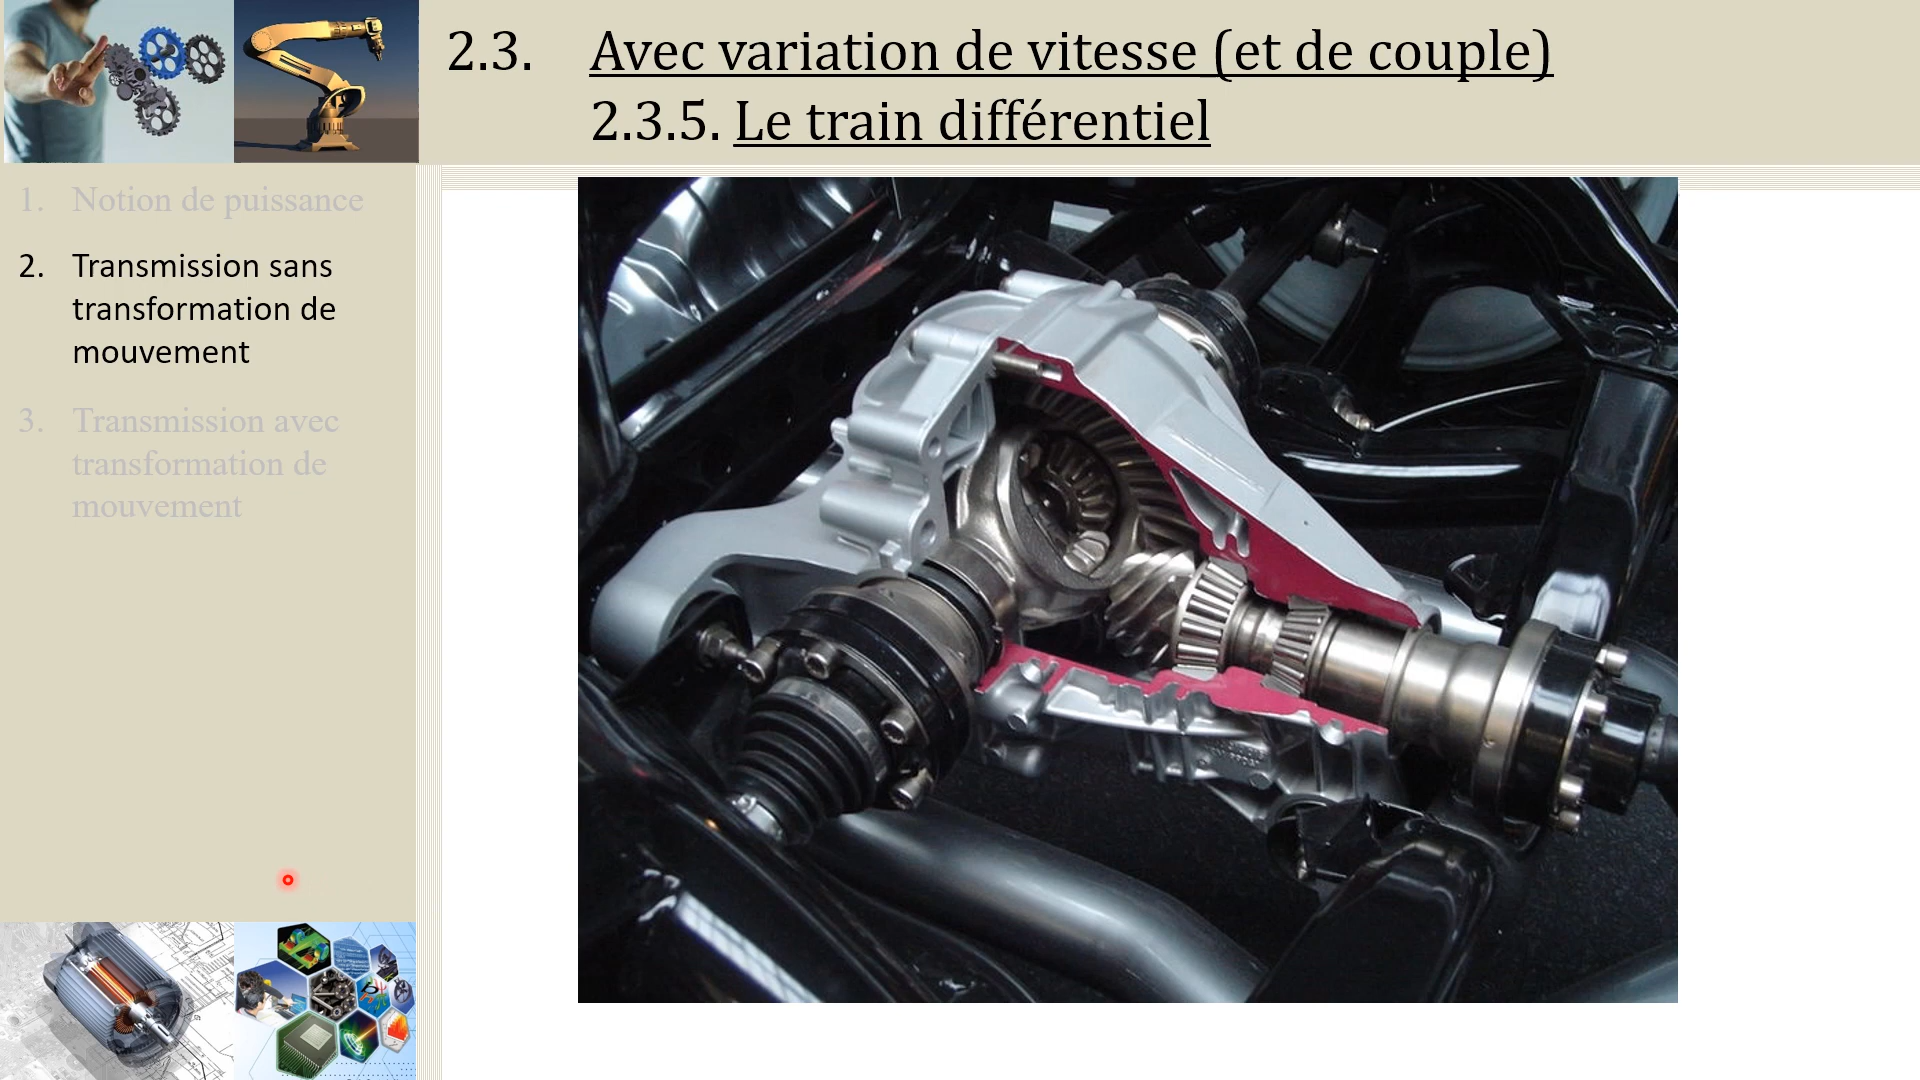 2.3. Avec variation de vitesse (et de couple)
2.3.5. Le train différentiel
1. Notion de puissance
2. Transmission sans
transformation de
mouvement
3. Transmission avec
transformation de
mouvement